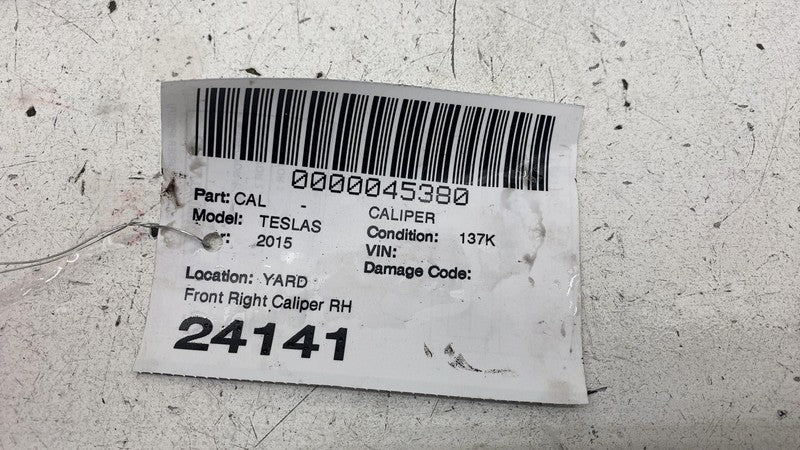 0000045380
Part: CAL - CALIPER
Model: TESLAS Condition: 137K
2015 VIN:
Damage Code:
Location: YARD
Front Right Caliper RH
24141